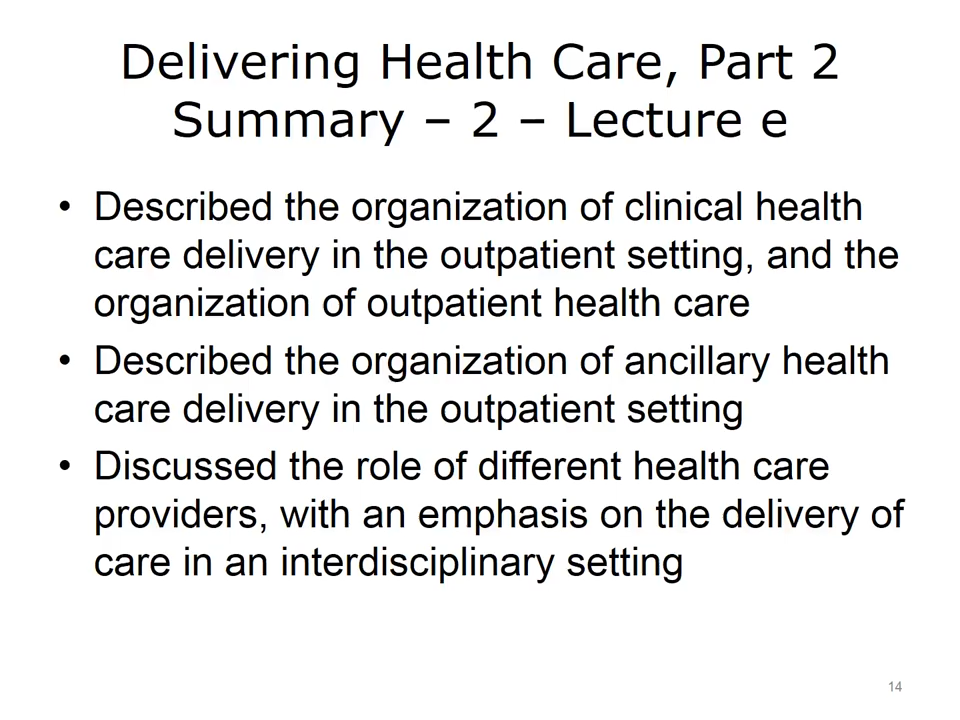 Delivering Health Care, Part 2
Summary – 2 – Lecture e
• Described the organization of clinical health
care delivery in the outpatient setting, and the
organization of outpatient health care
• Described the organization of ancillary health
care delivery in the outpatient setting
• Discussed the role of different health care
providers, with an emphasis on the delivery of
care in an interdisciplinary setting
14